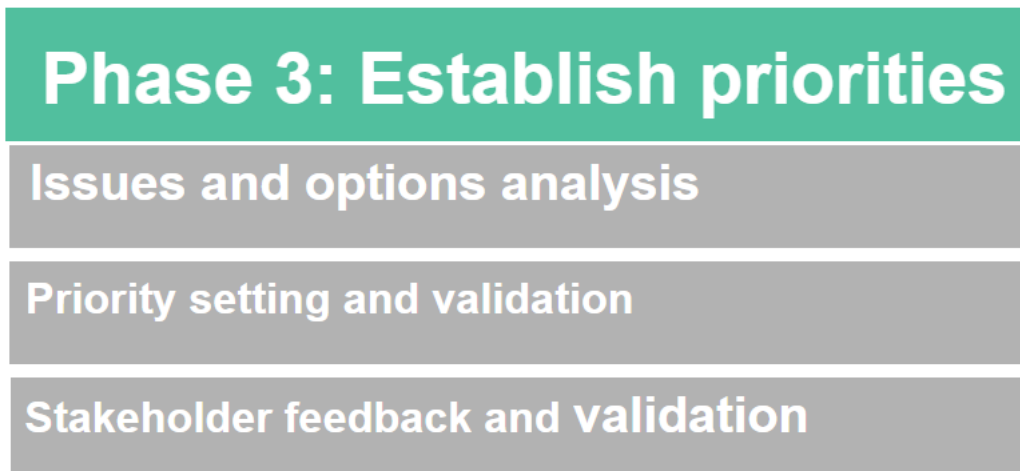 Phase 3: Establish priorities
Issues and options analysis
Priority setting and validation
Stakeholder feedback and validation